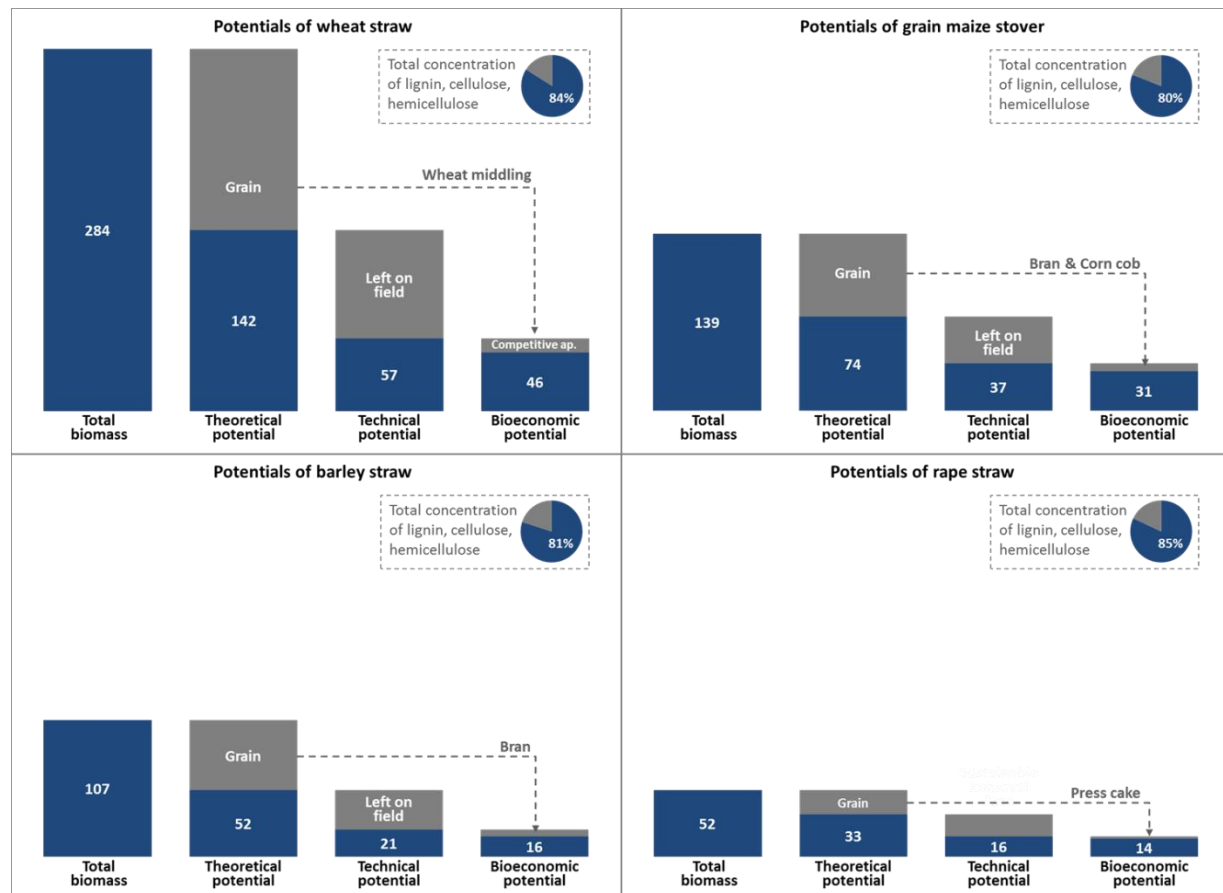 Potentials of wheat straw
Total concentration
of lignin, cellulose,
hemicellulose
84%
Wheat middling
Grain
284
142
Left on
field
57
Competitive ap.
46
Total
biomass
Theoretical
potential
Technical
potential
Bioeconomic
potential
Potentials of grain maize stover
Total concentration
of lignin, cellulose,
hemicellulose
80%
Bran & Corn cob
Grain
139
74
Left on
field
37
31
Total
biomass
Theoretical
potential
Technical
potential
Bioeconomic
potential
Potentials of barley straw
Total concentration
of lignin, cellulose,
hemicellulose
81%
Bran
Grain
107
52
Left on
field
21
16
Total
biomass
Theoretical
potential
Technical
potential
Bioeconomic
potential
Potentials of rape straw
Total concentration
of lignin, cellulose,
hemicellulose
85%
Press cake
Grain
52
33
16
14
Total
biomass
Theoretical
potential
Technical
potential
Bioeconomic
potential